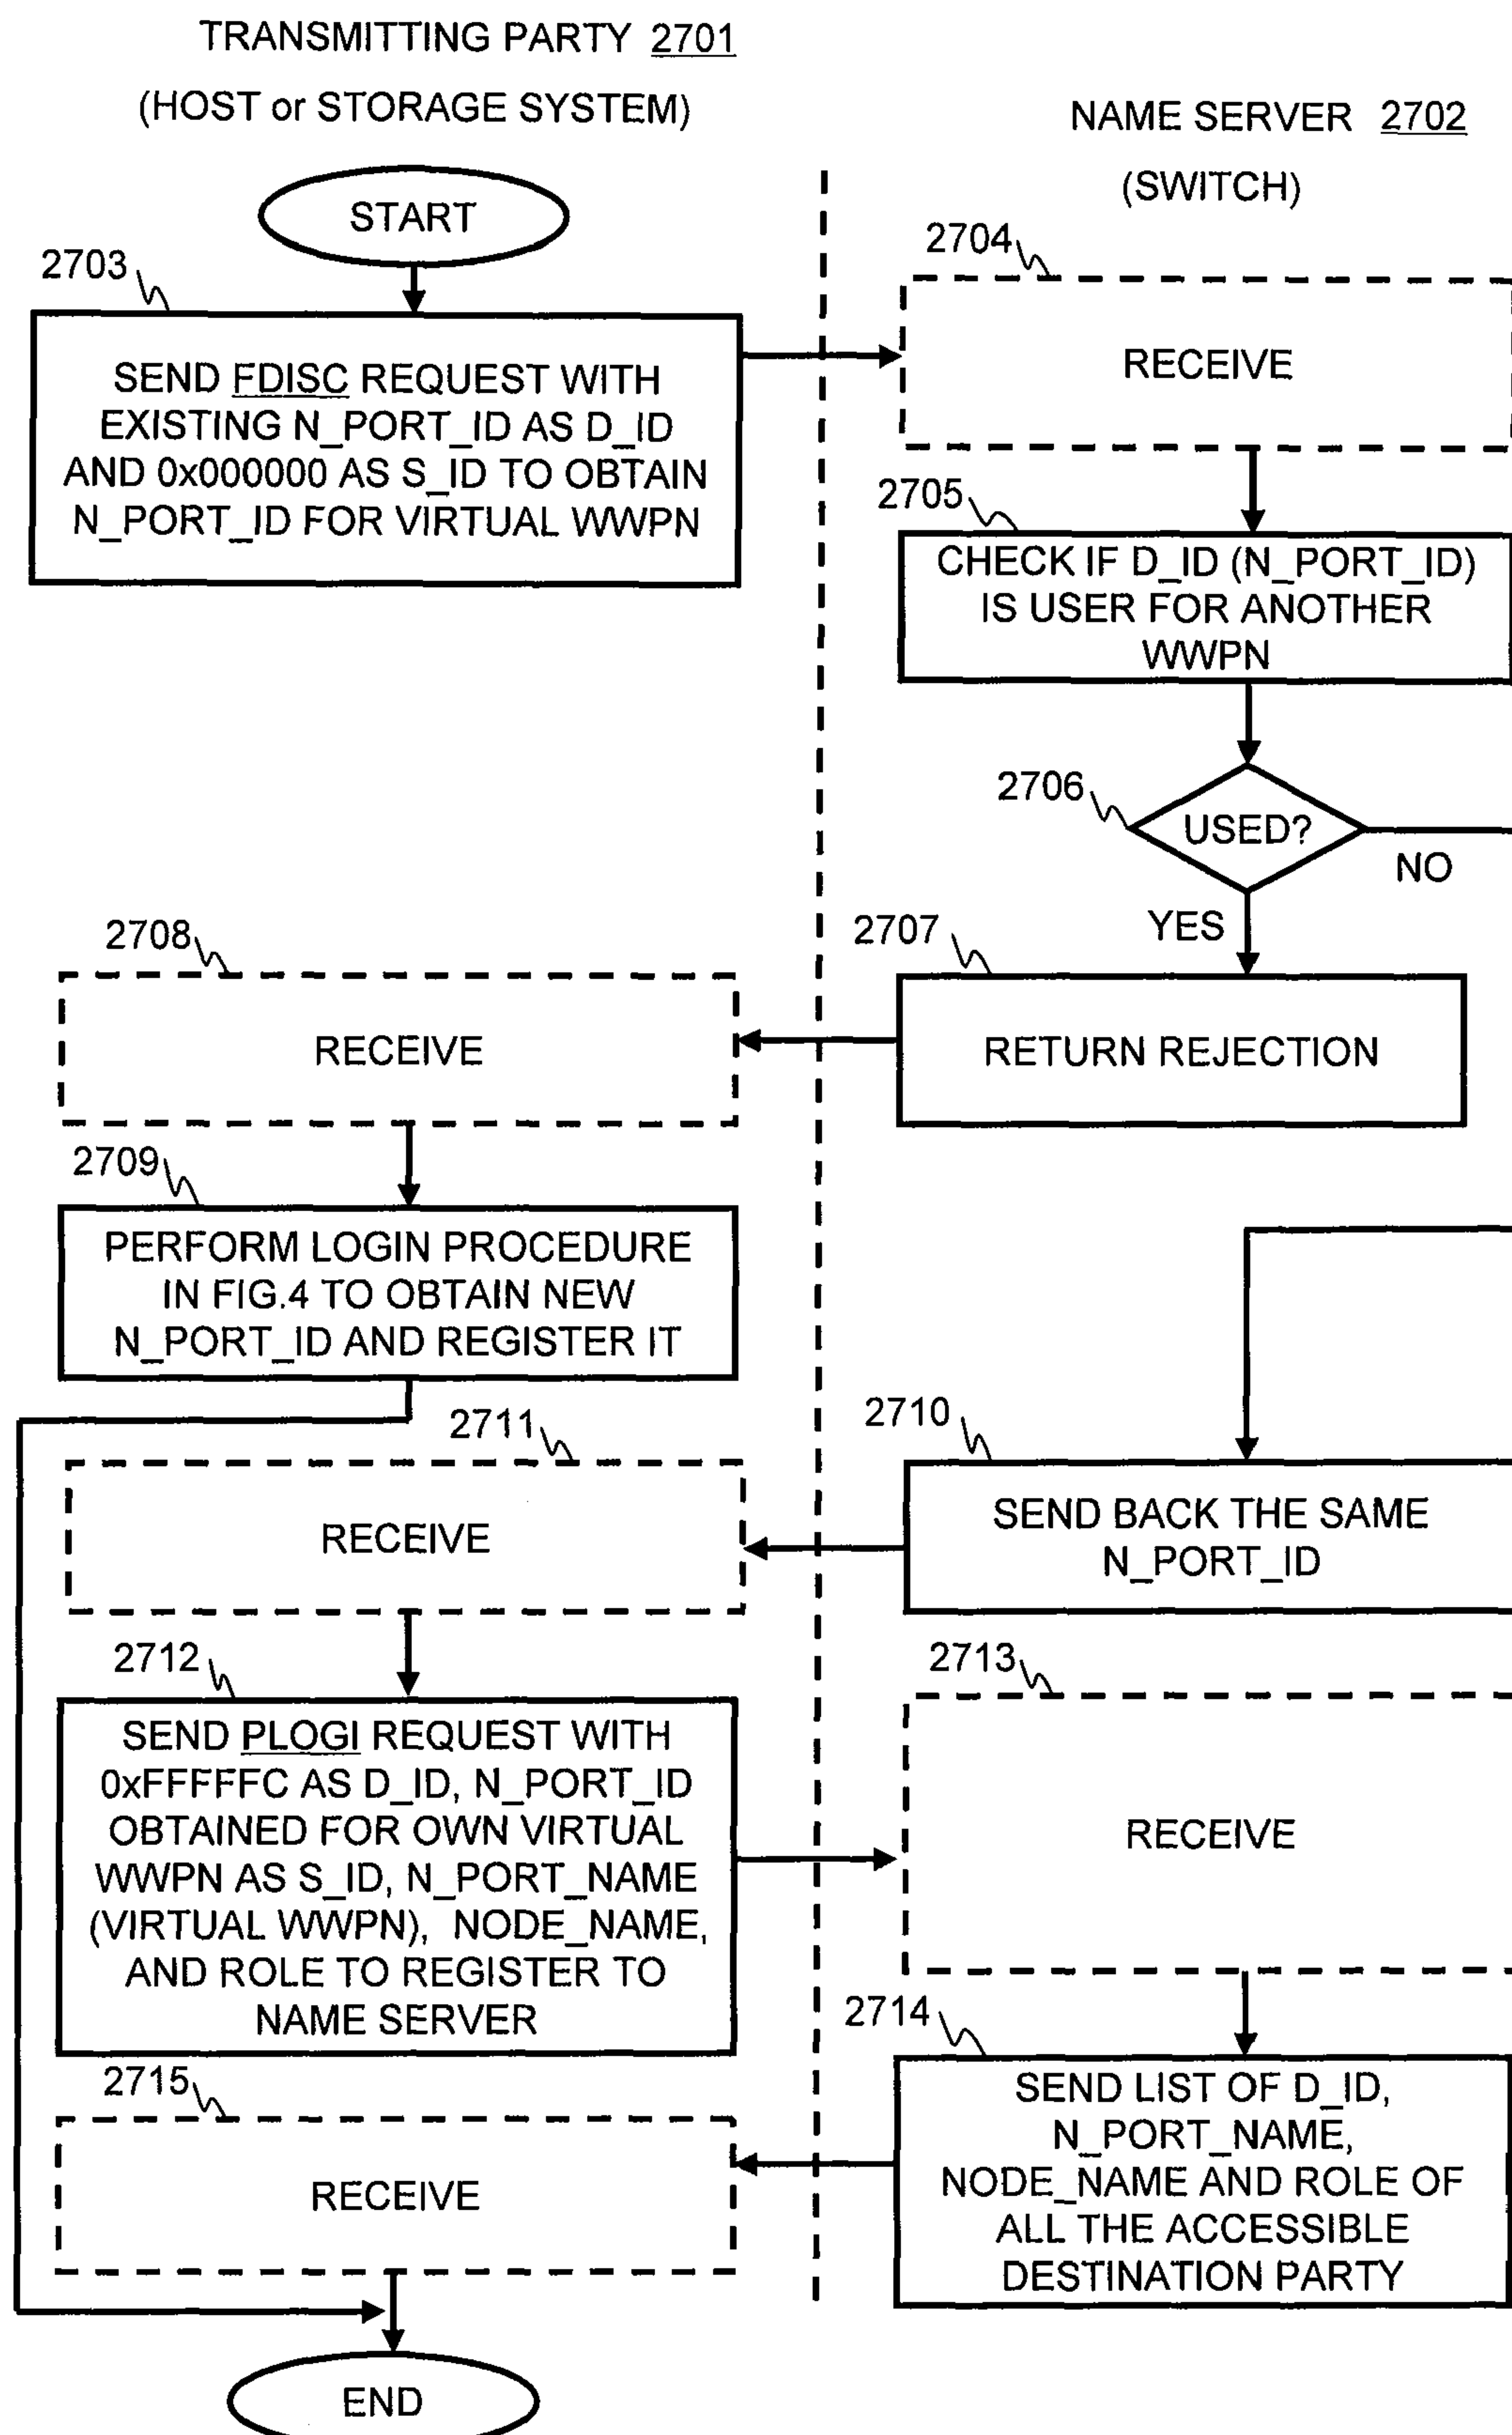 TRANSMITTING PARTY 2701
(HOST or STORAGE SYSTEM)
NAME SERVER 2702
(SWITCH)
START
2703
SEND FDISC REQUEST WITH
EXISTING N_PORT_ID AS D_ID
AND 0x000000 AS S_ID TO OBTAIN
N_PORT_ID FOR VIRTUAL WWPN
2704
RECEIVE
2705
CHECK IF D_ID (N_PORT_ID)
IS USER FOR ANOTHER
WWPN
2706
USED?
NO
YES
2707
RETURN REJECTION
2708
RECEIVE
2709
PERFORM LOGIN PROCEDURE
IN FIG.4 TO OBTAIN NEW
N_PORT_ID AND REGISTER IT
2710
SEND BACK THE SAME
N_PORT_ID
2711
RECEIVE
2712
SEND PLOGI REQUEST WITH
0xFFFFFC AS D_ID, N_PORT_ID
OBTAINED FOR OWN VIRTUAL
WWPN AS S_ID, N_PORT_NAME
(VIRTUAL WWPN), NODE_NAME,
AND ROLE TO REGISTER TO
NAME SERVER
2713
RECEIVE
2714
SEND LIST OF D_ID,
N_PORT_NAME,
NODE_NAME AND ROLE OF
ALL THE ACCESSIBLE
DESTINATION PARTY
2715
RECEIVE
END